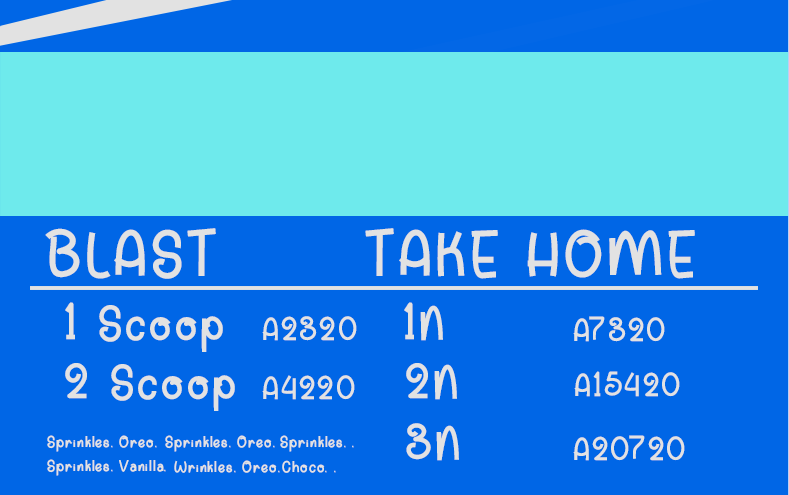 BLAST TAKE HOME
1 Scoop A2320 1n A7320
2 Scoop A4220 2n A15420
3n A20720
Sprinkles. Oreo. Sprinkles. Oreo. Sprinkles. .
Sprinkles. Vanilla. Wrinkles. Oreo.Choco. .